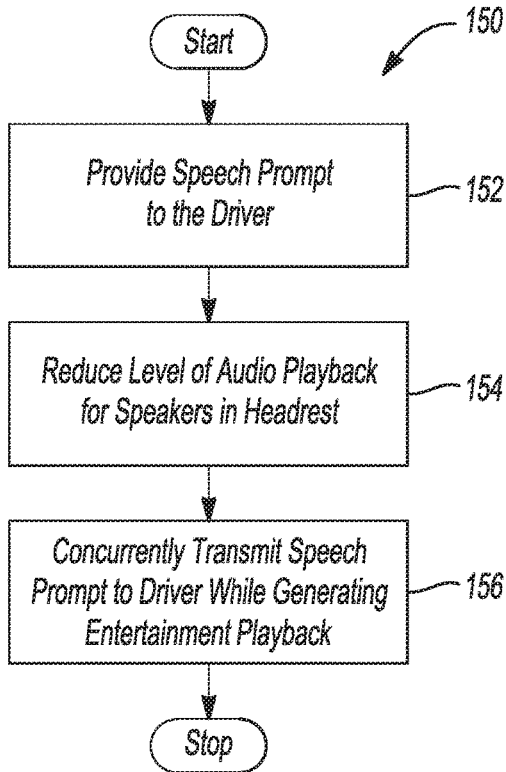 Start
150
Provide Speech Prompt
to the Driver
152
Reduce Level of Audio Playback
for Speakers in Headrest
154
Concurrently Transmit Speech
Prompt to Driver While Generating
Entertainment Playback
156
Stop